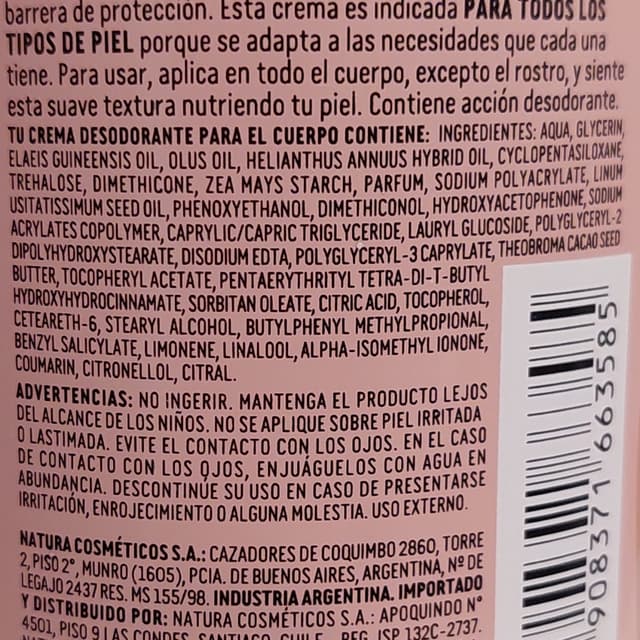 barrera de protección. Esta crema es indicada PARA TODOS LOS
TIPOS DE PIEL porque se adapta a las necesidades que cada una
tiene. Para usar, aplica en todo el cuerpo, excepto el rostro, y siente
esta suave textura nutriendo tu piel. Contiene acción desodorante.
TU CREMA DESODORANTE PARA EL CUERPO CONTIENE: INGREDIENTES: AQUA, GLYCERIN,
ELAEIS GUINEENSIS OIL, OLUS OIL, HELIANTHUS ANNUUS HYBRID OIL, CYCLOPENTASILOXANE,
TREHALOSE, DIMETHICONE, ZEA MAYS STARCH, PARFUM, SODIUM POLYACRYLATE, LINUM
USITATISSIMUM SEED OIL, PHENOXYETHANOL, DIMETHICONOL, HYDROXYACETOPHENONE, SODIUM
ACRYLATES COPOLYMER, CAPRYLIC/CAPRIC TRIGLYCERIDE, LAURYL GLUCOSIDE, POLYGLYCERYL-2
DIPOLYHYDROXYSTEARATE, DISODIUM EDTA, POLYGLYCERYL-3 CAPRYLATE, THEOBROMA CACAO SEED
BUTTER, TOCOPHERYL ACETATE, PENTAERYTHRITYL TETRA-DI-T-BUTYL
HYDROXYHYDROCINNAMATE, SORBITAN OLEATE, CITRIC ACID, TOCOPHEROL,
CETEARETH-6, STEARYL ALCOHOL, BUTYLPHENYL METHYLPROPIONAL,
BENZYL SALICYLATE, LIMONENE, LINALOOL, ALPHA-ISOMETHYL IONONE,
COUMARIN, CITRONELLOL, CITRAL.
ADVERTENCIAS: NO INGERIR. MANTENGA EL PRODUCTO LEJOS
DEL ALCANCE DE LOS NIÑOS. NO SE APLIQUE SOBRE PIEL IRRITADA
O LASTIMADA. EVITE EL CONTACTO CON LOS OJOS. EN EL CASO
DE CONTACTO CON LOS OJOS, ENJUÁGUELOS CON AGUA EN
ABUNDANCIA. DESCONTINÚE SU USO EN CASO DE PRESENTARSE
IRRITACIÓN, ENROJECIMIENTO O ALGUNA MOLESTIA. USO EXTERNO.
NATURA COSMÉTICOS S.A.: CAZADORES DE COQUIMBO 2860, TORRE
2, PISO 2°, MUNRO (1605), PCIA. DE BUENOS AIRES, ARGENTINA, Nº DE
LEGAJO 2437 RES. MS 155/98. INDUSTRIA ARGENTINA. IMPORTADO
Y DISTRIBUIDO POR: NATURA COSMÉTICOS S.A.: APOQUINDO Nº
4501, PISO 9 LAS CONDES, SANTIAGO, CHILE. REG. ISP 132C-2737.
908371 663585